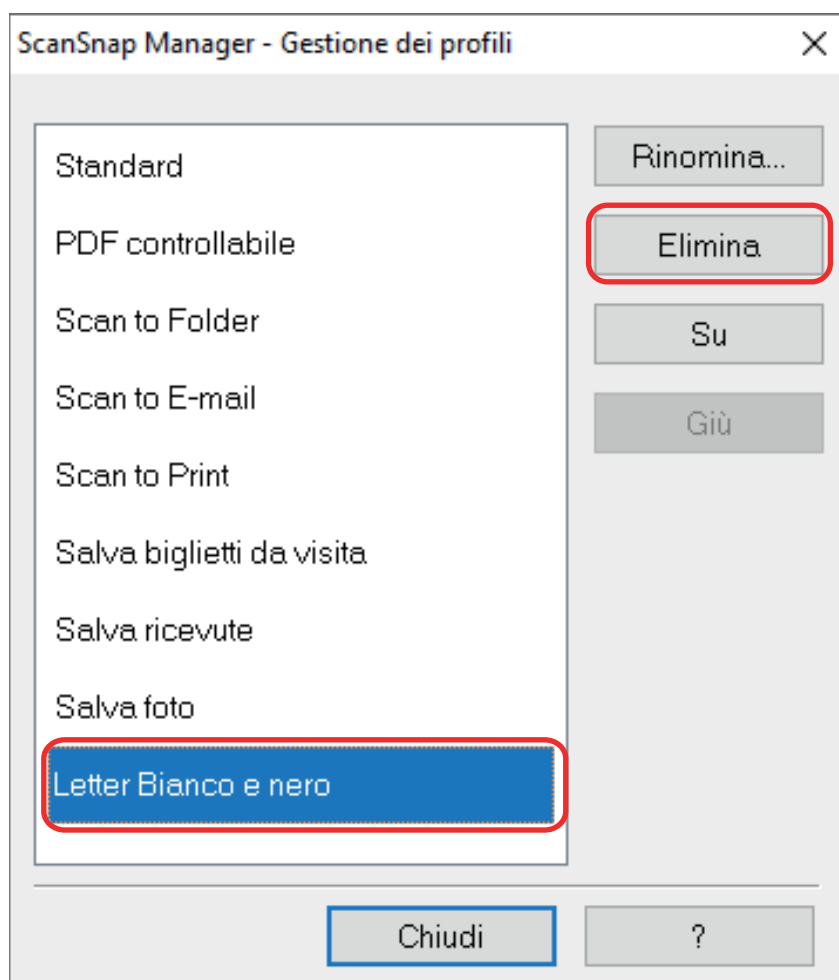 ScanSnap Manager - Gestione dei profili
Standard
PDF controllabile
Scan to Folder
Scan to E-mail
Scan to Print
Salva biglietti da visita
Salva ricevute
Salva foto
Letter Bianco e nero
Rinomina...
Elimina
Su
Giù
Chiudi
?